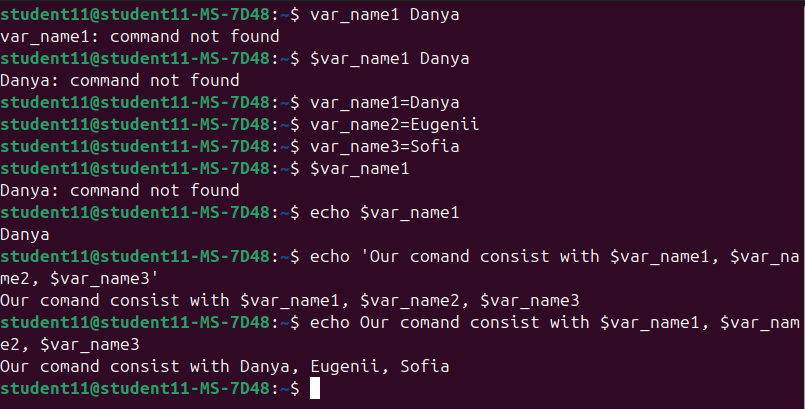 student11@student11-MS-7D48:~$ var_name1 Danya
var_name1: command not found
student11@student11-MS-7D48:~$ $var_name1 Danya
Danya: command not found
student11@student11-MS-7D48:~$ var_name1=Danya
student11@student11-MS-7D48:~$ var_name2=Eugenii
student11@student11-MS-7D48:~$ var_name3=Sofia
student11@student11-MS-7D48:~$ $var_name1
Danya: command not found
student11@student11-MS-7D48:~$ echo $var_name1
Danya
student11@student11-MS-7D48:~$ echo 'Our comand consist with $var_name1, $var_na
me2, $var_name3'
Our comand consist with $var_name1, $var_name2, $var_name3
student11@student11-MS-7D48:~$ echo Our comand consist with $var_name1, $var_nam
e2, $var_name3
Our comand consist with Danya, Eugenii, Sofia
student11@student11-MS-7D48:~$